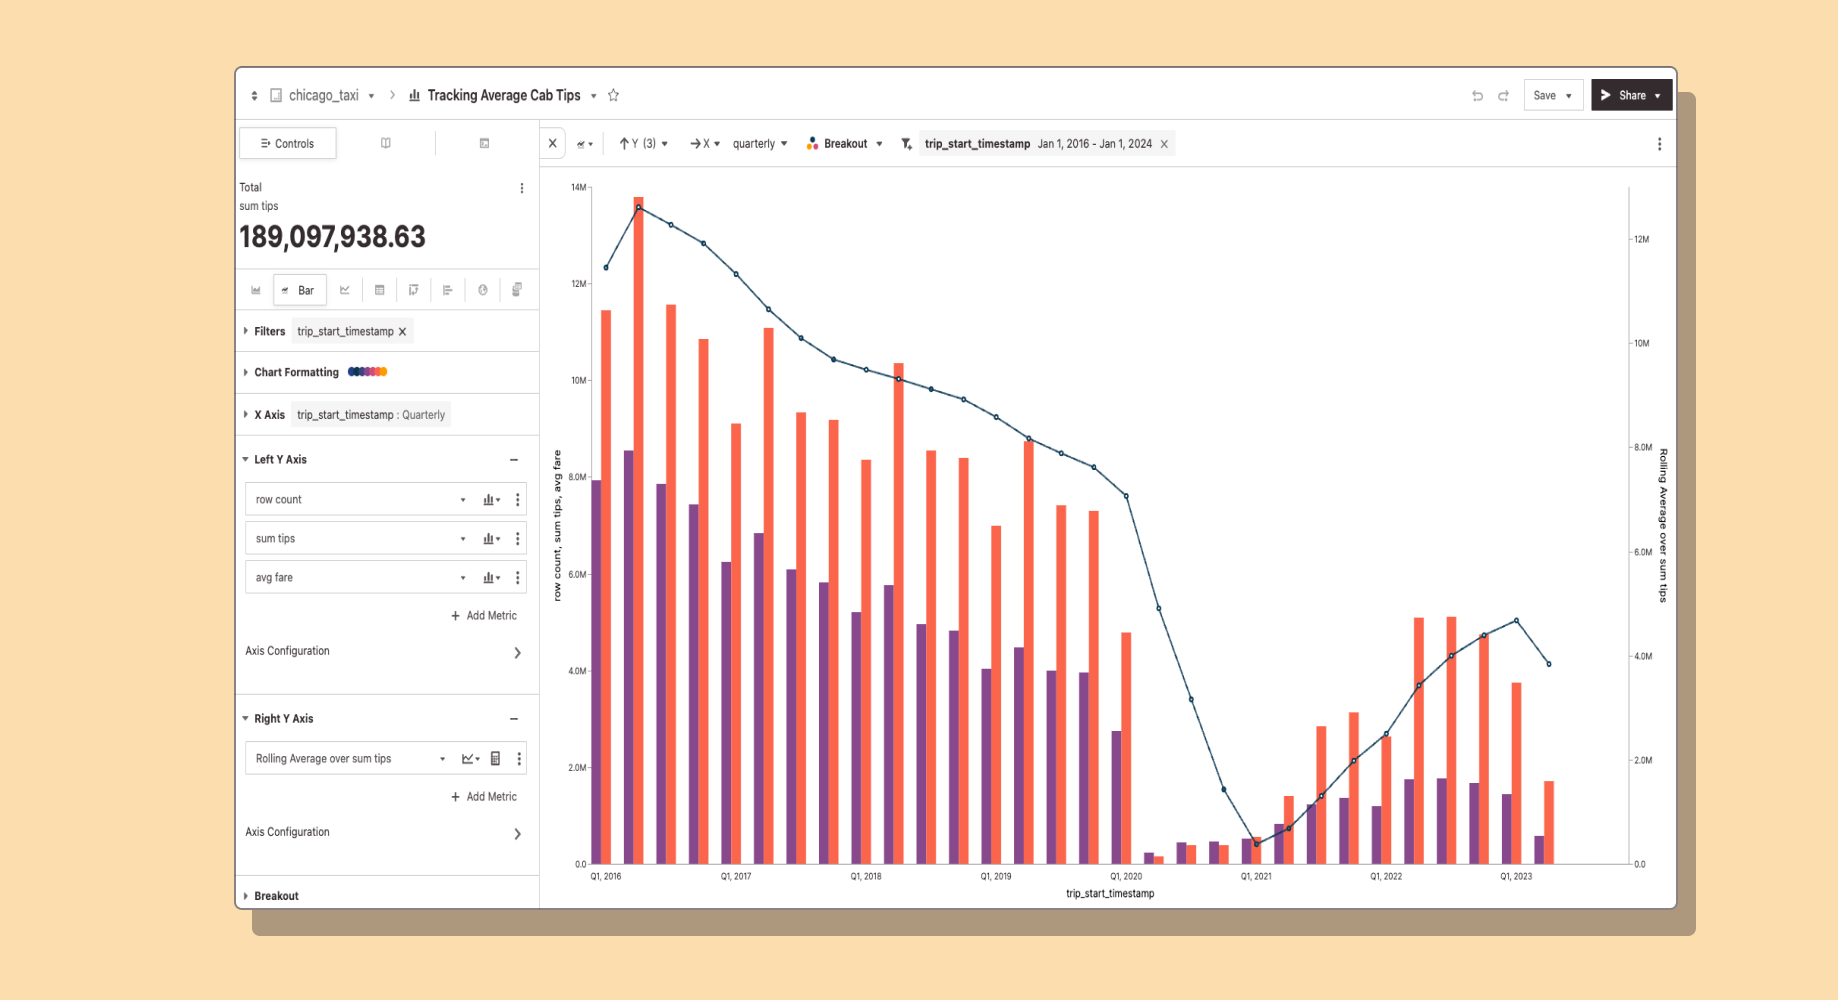 chicago_taxi
Tracking Average Cab Tips
Save
Share
Controls
Y (3)
X
quarterly
Breakout
trip_start_timestamp Jan 1, 2016 - Jan 1, 2024
Total
sum tips
189,097,938.63
Bar
Filters trip_start_timestamp
Chart Formatting
X Axis trip_start_timestamp : Quarterly
Left Y Axis
row count
sum tips
avg fare
+ Add Metric
Axis Configuration
Right Y Axis
Rolling Average over sum tips
+ Add Metric
Axis Configuration
Breakout
row count, sum tips, avg fare
14M
12M
10M
8.0M
6.0M
4.0M
2.0M
0.0
Q1, 2016
Q1, 2017
Q1, 2018
Q1, 2019
Q1, 2020
Q1, 2021
Q1, 2022
Q1, 2023
trip_start_timestamp
12M
10M
8.0M
6.0M
4.0M
2.0M
0.0
Rolling Average over sum tips